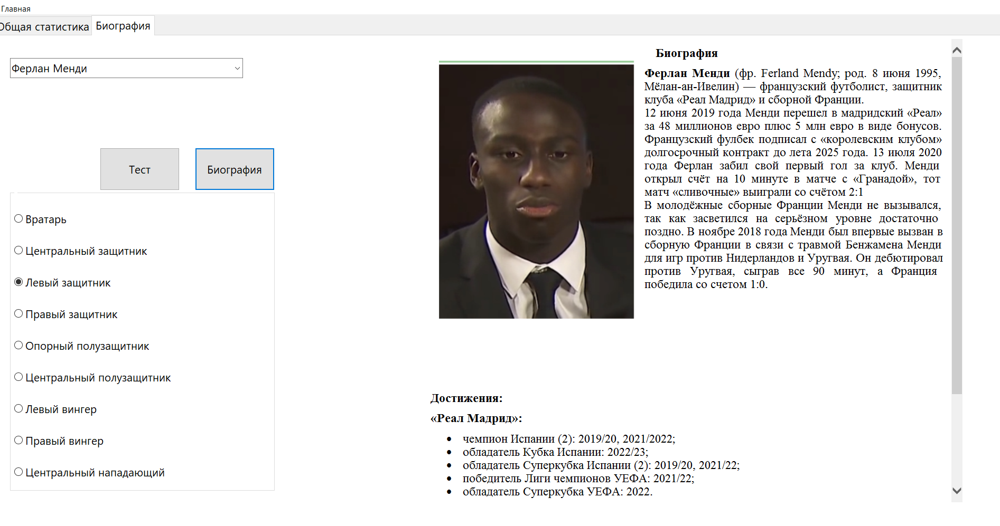 Главная
Общая статистика
Биография
Ферлан Менди
Тест
Биография
Вратарь
Центральный защитник
Левый защитник
Правый защитник
Опорный полузащитник
Центральный полузащитник
Левый вингер
Правый вингер
Центральный нападающий
Биография
Ферлан Менди (фр. Ferland Mendy; род. 8 июня 1995,
Мёлан-ан-Ивелин) — французский футболист, защитник
клуба «Реал Мадрид» и сборной Франции.
12 июня 2019 года Менди перешел в мадридский «Реал»
за 48 миллионов евро плюс 5 млн евро в виде бонусов.
Французский фулбек подписал с «королевским клубом»
долгосрочный контракт до лета 2025 года. 13 июля 2020
года Ферлан забил свой первый гол за клуб. Менди
открыл счёт на 10 минуте в матче с «Гранадой», тот
матч «сливочные» выиграли со счётом 2:1
В молодёжные сборные Франции Менди не вызывался,
так как засветился на серьёзном уровне достаточно
поздно. В ноябре 2018 года Менди был впервые вызван в
сборную Франции в связи с травмой Бенжамена Менди
для игр против Нидерландов и Уругвая. Он дебютировал
против Уругвая, сыграв все 90 минут, а Франция
победила со счетом 1:0.
Достижения:
«Реал Мадрид»:
• чемпион Испании (2): 2019/20, 2021/2022;
• обладатель Кубка Испании: 2022/23;
• обладатель Суперкубка Испании (2): 2019/20, 2021/22;
• победитель Лиги чемпионов УЕФА: 2021/22;
• обладатель Суперкубка УЕФА: 2022.